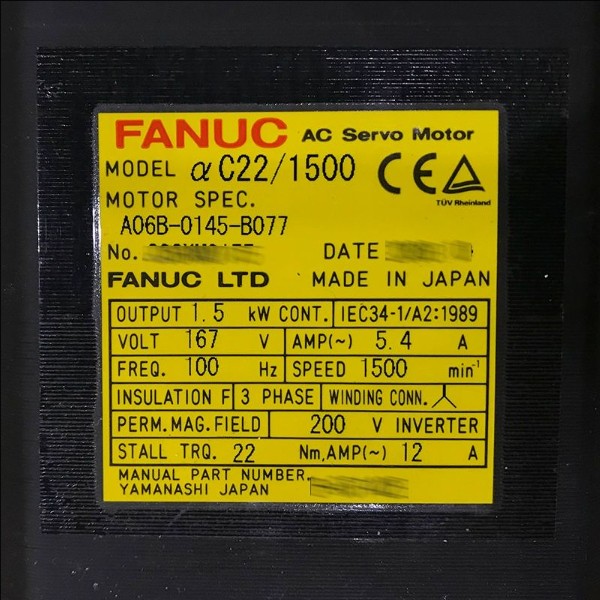 FANUC AC Servo Motor
MODEL αC22/1500
CE
TÜV Rheinland
MOTOR SPEC.
A06B-0145-B077
No.
DATE
FANUC LTD MADE IN JAPAN
OUTPUT 1.5 kW CONT. IEC34-1/A2:1989
VOLT 167 V AMP(~) 5.4 A
FREQ. 100 Hz SPEED 1500 min⁻¹
INSULATION F 3 PHASE WINDING CONN.
PERM.MAG.FIELD 200 V INVERTER
STALL TRQ. 22 Nm,AMP(~) 12 A
MANUAL PART NUMBER.
YAMANASHI JAPAN